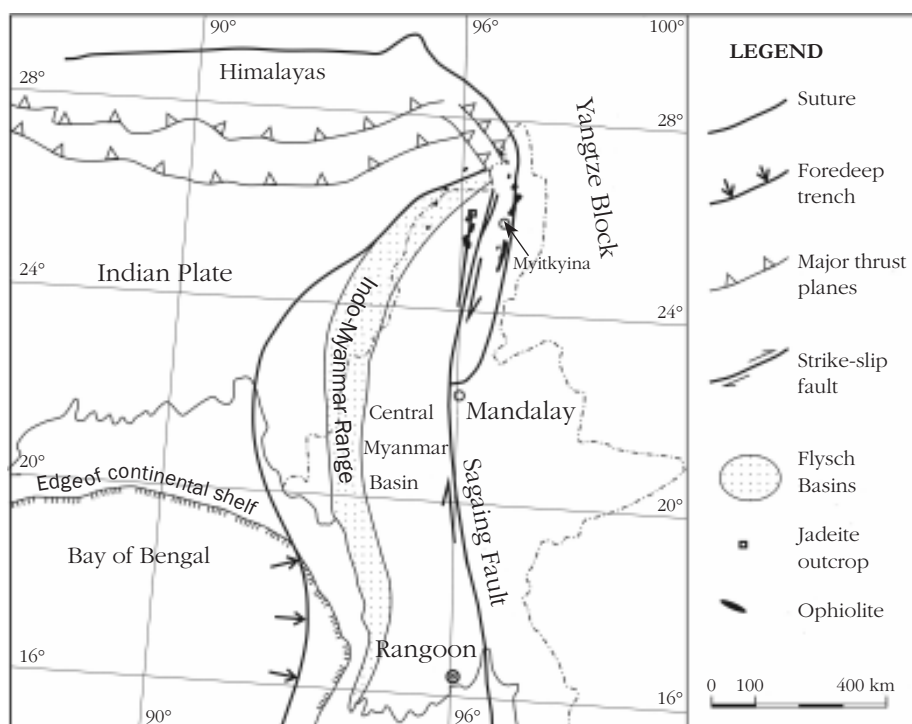 90°
96°
100°
Himalayas
28°
28°
Yangtze Block
Myitkyina
Indian Plate
24°
24°
Indo-Myanmar Range
Central
Myanmar
Basin
Mandalay
Sagaing Fault
20°
20°
Edgeof continental shelf
Bay of Bengal
Rangoon
16°
16°
90°
96°
LEGEND
Suture
Foredeep
trench
Major thrust
planes
Strike-slip
fault
Flysch
Basins
Jadeite
outcrop
Ophiolite
0 100 400 km